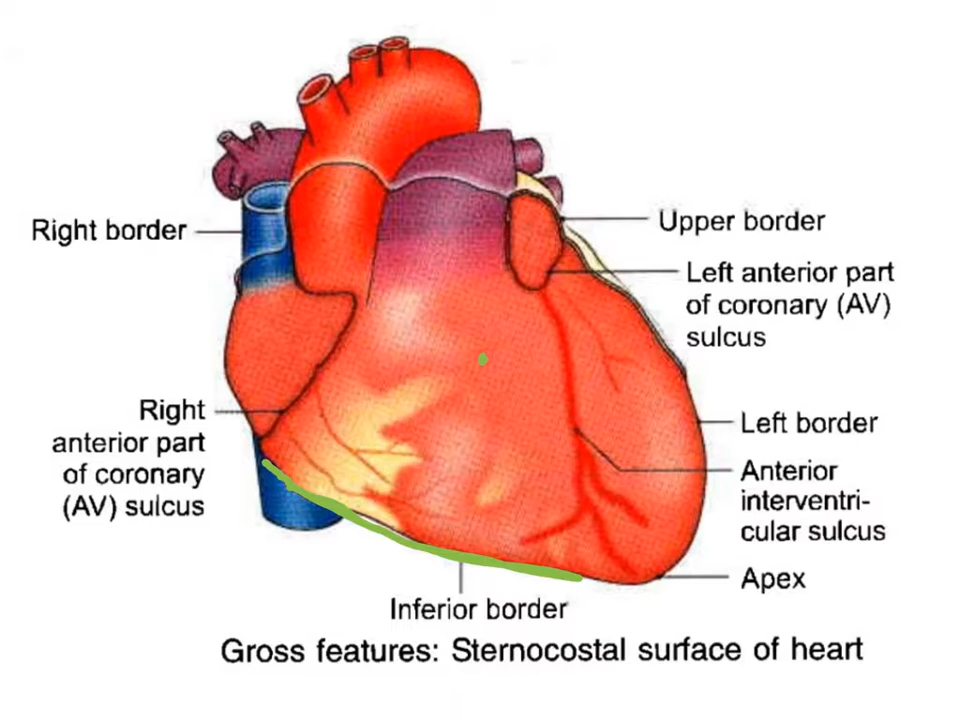 Right border
Upper border
Left anterior part
of coronary (AV)
sulcus
Right
anterior part
of coronary
(AV) sulcus
Left border
Anterior
interventri-
cular sulcus
Apex
Inferior border
Gross features: Sternocostal surface of heart